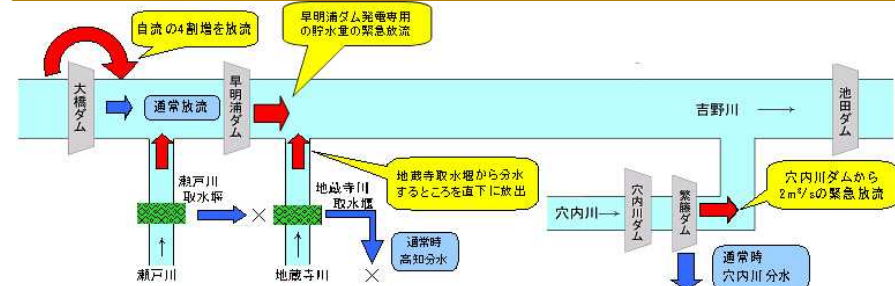 自流の4割増を放流
早明浦ダム発電専用
の貯水量の緊急放流
大橋ダム
通常放流
早明浦ダム
吉野川 →
池田ダム
瀬戸川
取水堰
×
地蔵寺川
取水堰
地蔵寺取水堰から分水
するところを直下に放出
穴内川→
穴内川ダム
繁藤ダム
穴内川ダムから
2m³/sの緊急放流
↑
瀬戸川
↑
地蔵寺川
通常時
高知分水
×
通常時
穴内川分水